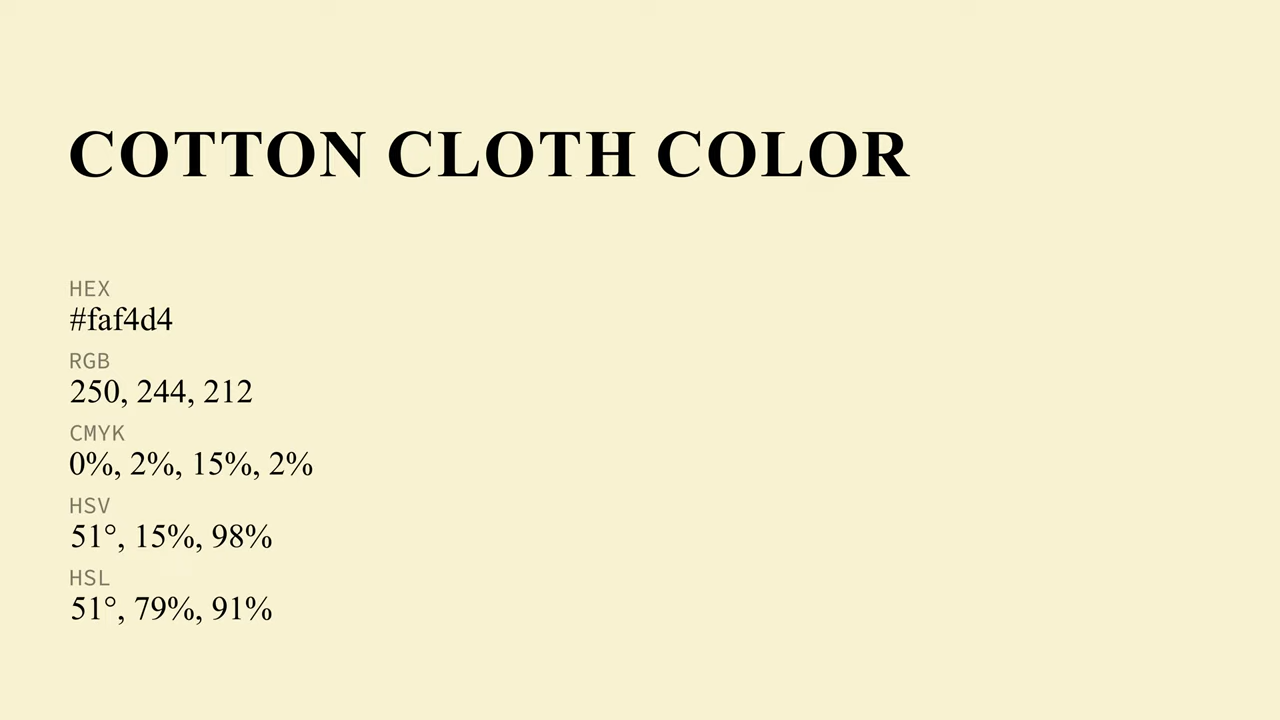 COTTON CLOTH COLOR
HEX
#faf4d4
RGB
250, 244, 212
CMYK
0%, 2%, 15%, 2%
HSV
51°, 15%, 98%
HSL
51°, 79%, 91%